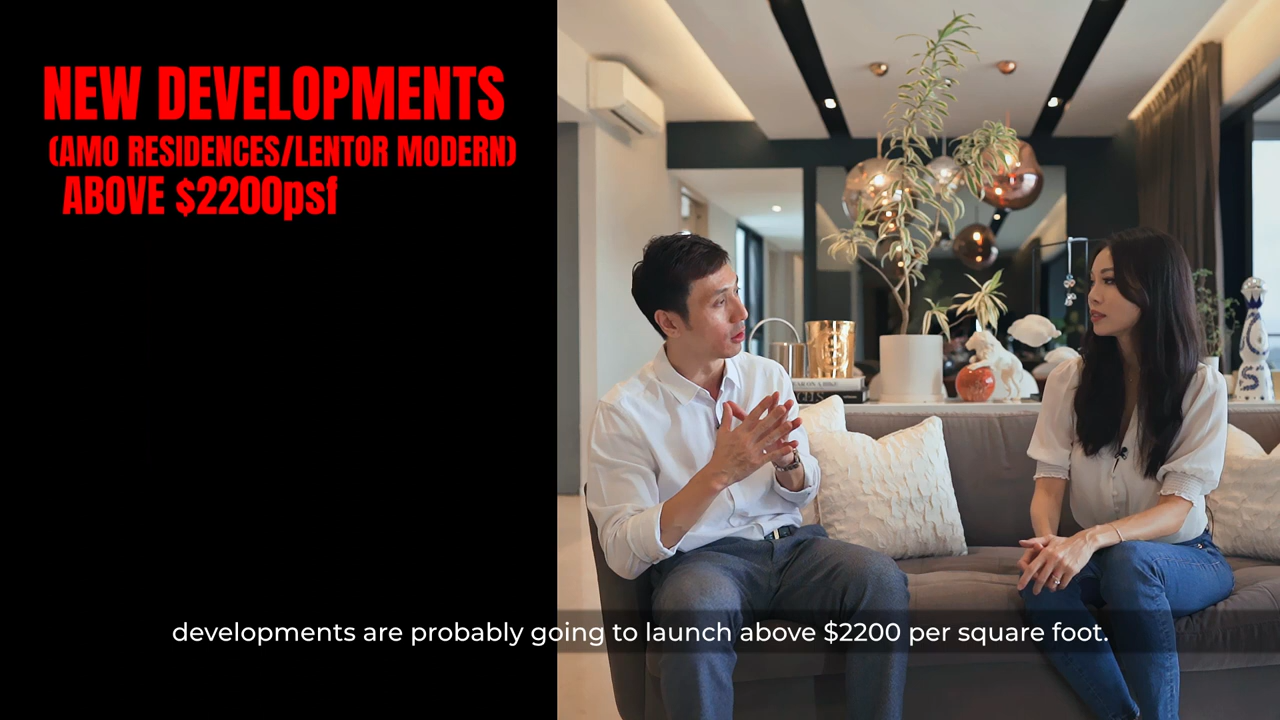 NEW DEVELOPMENTS
(AMO RESIDENCES/LENTOR MODERN)
ABOVE $2200psf
developments are probably going to launch above $2200 per square foot.